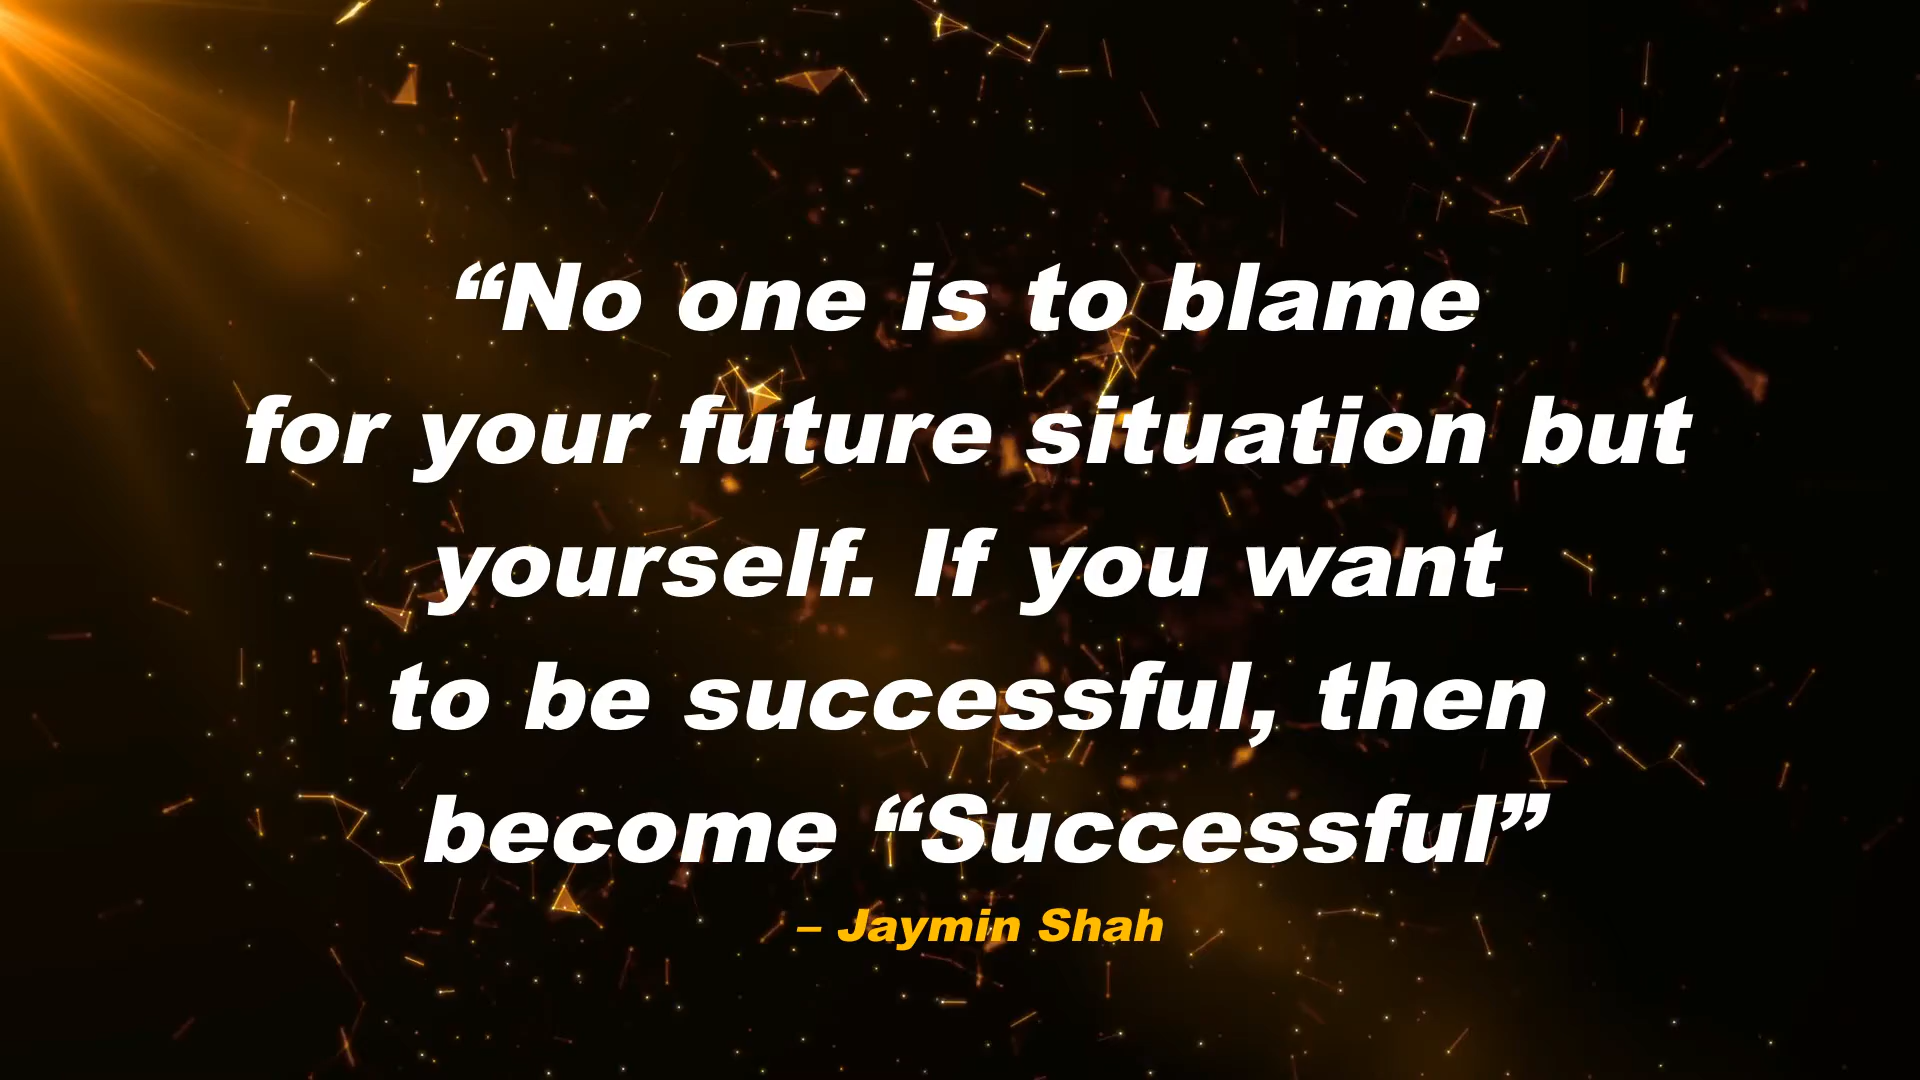 “No one is to blame
for your future situation but
yourself. If you want
to be successful, then
become “Successful”
– Jaymin Shah